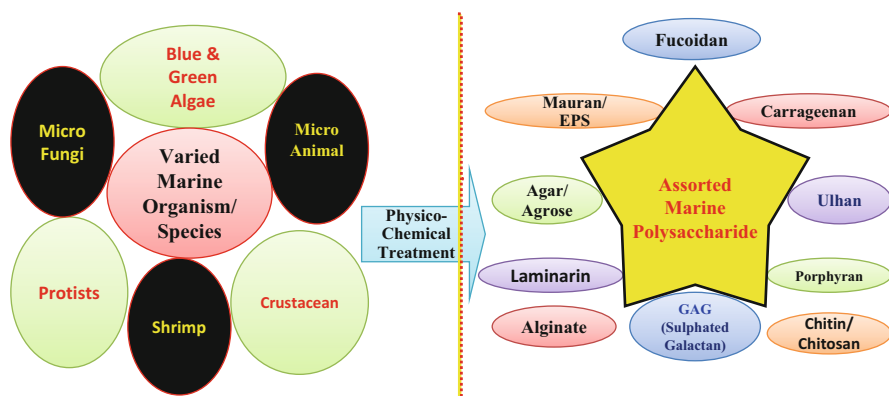 Blue &
Green
Algae
Micro
Fungi
Micro
Animal
Varied
Marine
Organism/
Species
Protists
Shrimp
Crustacean
Physico-
Chemical
Treatment
Fucoidan
Mauran/
EPS
Carrageenan
Agar/
Agrose
Assorted
Marine
Polysaccharide
Ulhan
Laminarin
Porphyran
Alginate
GAG
(Sulphated
Galactan)
Chitin/
Chitosan